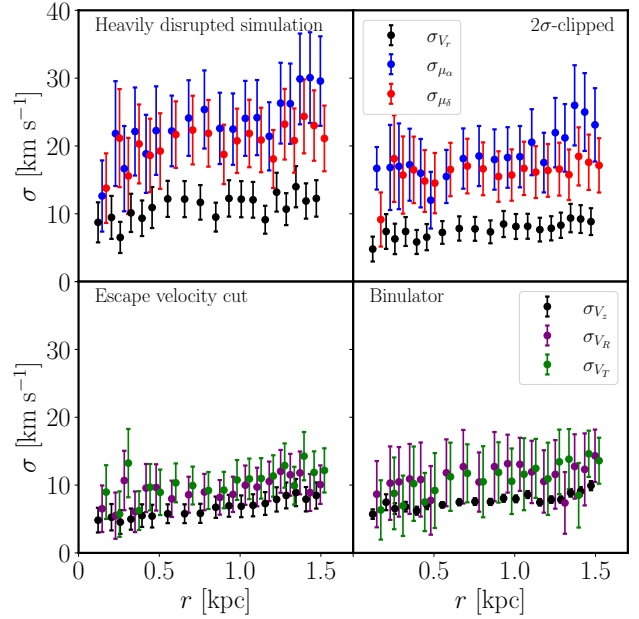 Heavily disrupted simulation
2σ-clipped
σ_{V_r}
σ_{μ_α}
σ_{μ_δ}
40
30
20
10
0
σ [km s⁻¹]
Escape velocity cut
Binulator
σ_{V_z}
σ_{V_R}
σ_{V_T}
30
20
10
0
σ [km s⁻¹]
0 0.5 1.0 1.5 0.5 1.0 1.5
r [kpc] r [kpc]